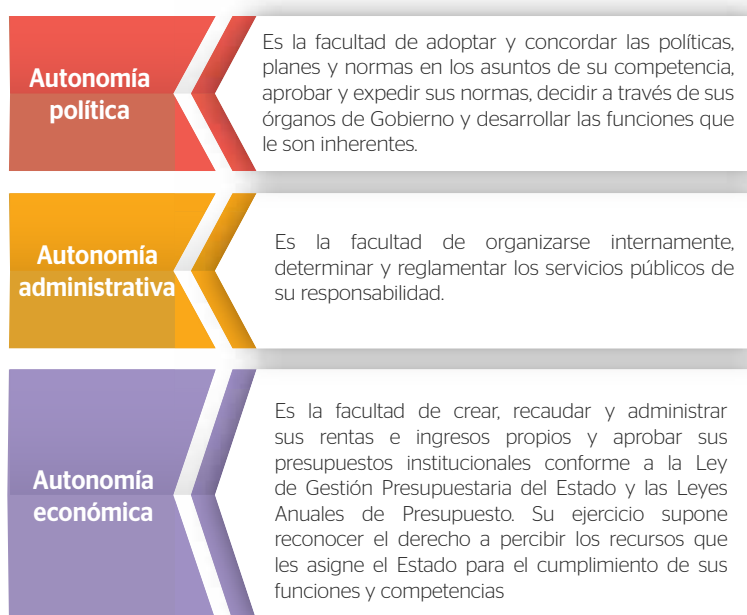 Autonomía
política
Es la facultad de adoptar y concordar las políticas,
planes y normas en los asuntos de su competencia,
aprobar y expedir sus normas, decidir a través de sus
órganos de Gobierno y desarrollar las funciones que
le son inherentes.
Autonomía
administrativa
Es la facultad de organizarse internamente,
determinar y reglamentar los servicios públicos de
su responsabilidad.
Autonomía
económica
Es la facultad de crear, recaudar y administrar
sus rentas e ingresos propios y aprobar sus
presupuestos institucionales conforme a la Ley
de Gestión Presupuestaria del Estado y las Leyes
Anuales de Presupuesto. Su ejercicio supone
reconocer el derecho a percibir los recursos que
les asigne el Estado para el cumplimiento de sus
funciones y competencias